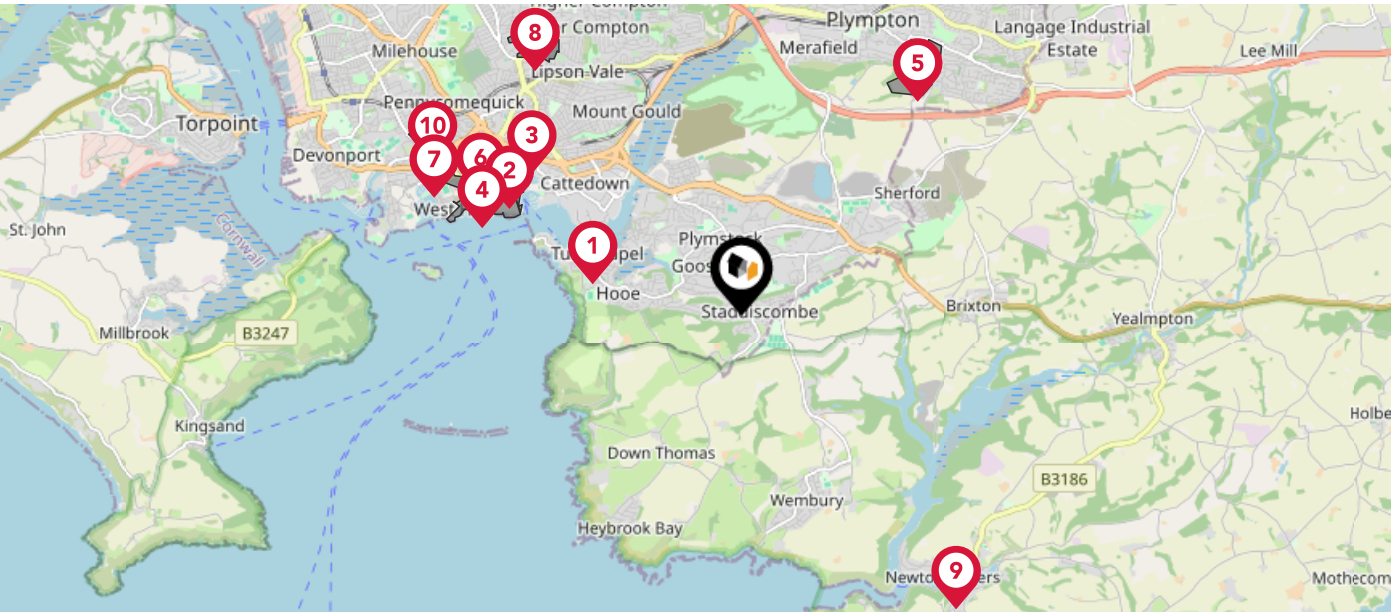 Plympton
Langage Industrial
Estate
r Compton
Milehouse
Merafield
Lee Mill
8
5
Lipson Vale
Pennycomequick
Mount Gould
Torpoint
10
3
Devonport
7
6
2
4
Cattedown
Sherford
West
St. John
Cornwall
Plymstock
1
Goos
Hooe
Staddiscombe
Brixton
Yealmpton
Millbrook
B3247
Kingsand
Holbe
Down Thomas
B3186
Wembury
Heybrook Bay
9
Mothecom